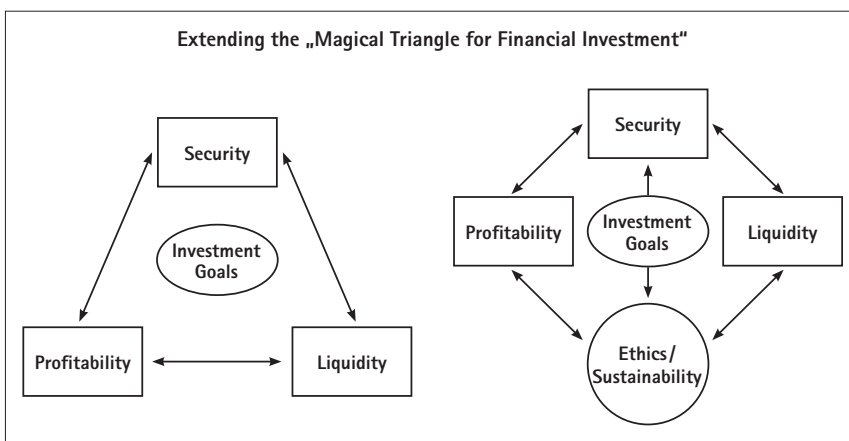 Extending the „Magical Triangle for Financial Investment“
Security
Investment
Goals
Profitability
Liquidity
Security
Profitability
Investment
Goals
Liquidity
Ethics/
Sustainability